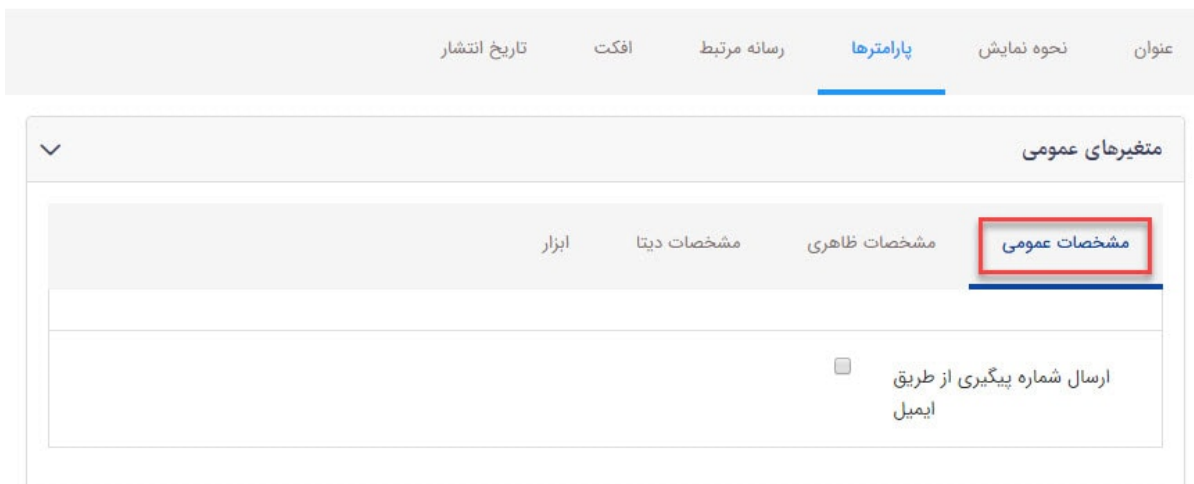 عنوان نحوه نمایش پارامترها رسانه مرتبط افکت تاریخ انتشار
متغیرهای عمومی
مشخصات عمومی مشخصات ظاهری مشخصات دیتا ابزار
ارسال شماره پیگیری از طریق
ایمیل